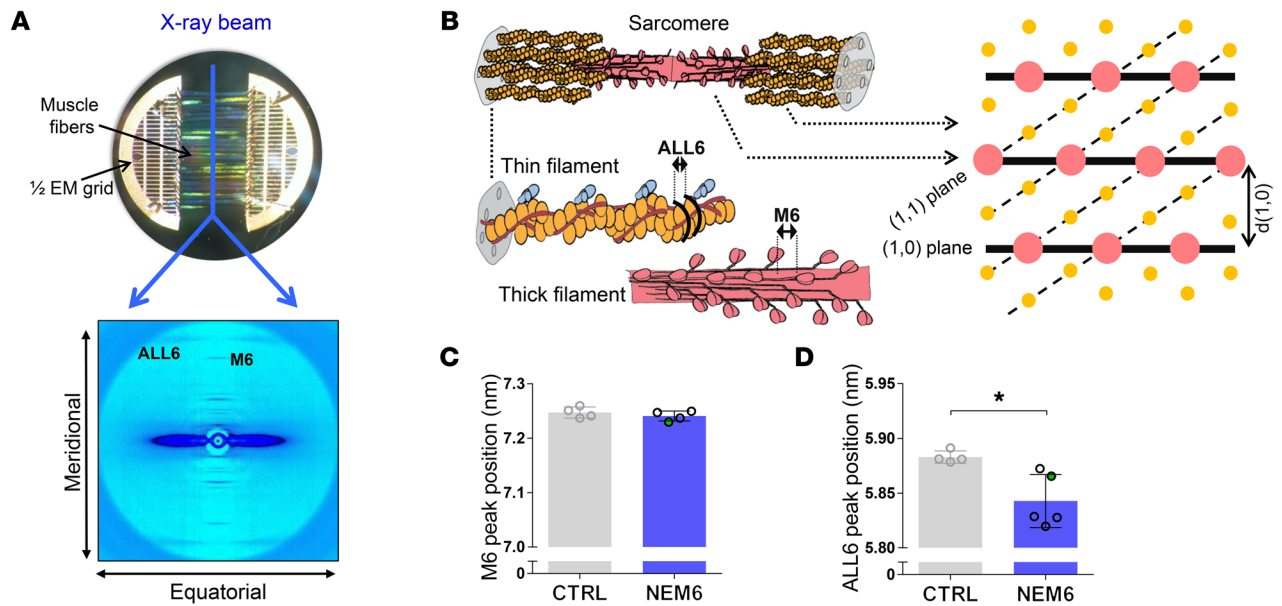 A
X-ray beam
Muscle
fibers
½ EM grid
ALL6
M6
Meridional
Equatorial
B
Sarcomere
Thin filament
ALL6
M6
Thick filament
(1,1) plane
(1,0) plane
d(1,0)
C
M6 peak position (nm)
7.3
7.2
7.1
7.0
0
CTRL
NEM6
D
ALL6 peak position (nm)
5.95
5.90
5.85
5.80
0
*
CTRL
NEM6